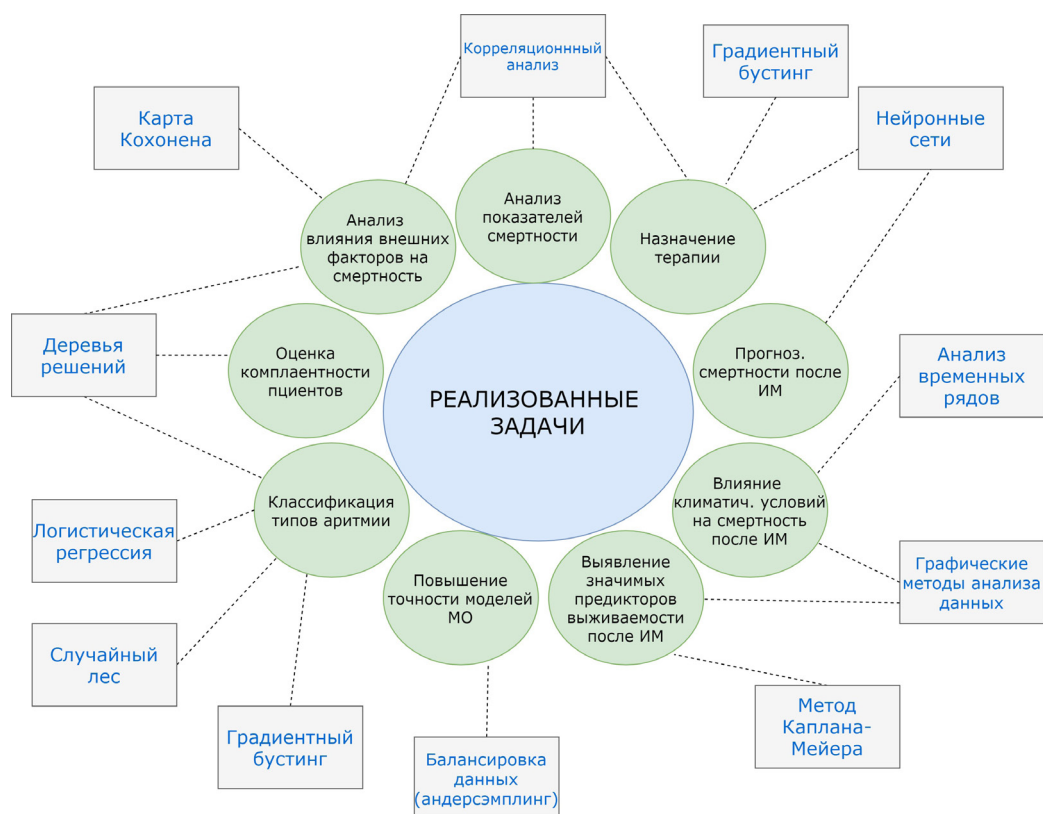 Корреляционнный
анализ
Градиентный
бустинг
Карта
Кохонена
Нейронные
сети
Анализ
влияния внешних
факторов на
смертность
Анализ
показателей
смертности
Назначение
терапии
Деревья
решений
Оценка
комплаентности
пциентов
РЕАЛИЗОВАННЫЕ
ЗАДАЧИ
Прогноз.
смертности после
ИМ
Анализ
временных
рядов
Логистическая
регрессия
Классификация
типов аритмии
Влияние
климатич. условий
на смертность
после ИМ
Повышение
точности моделей
МО
Выявление
значимых
предикторов
выживаемости
после ИМ
Графические
методы анализа
данных
Случайный
лес
Градиентный
бустинг
Балансировка
данных
(андерсэмплинг)
Метод
Каплана-
Мейера